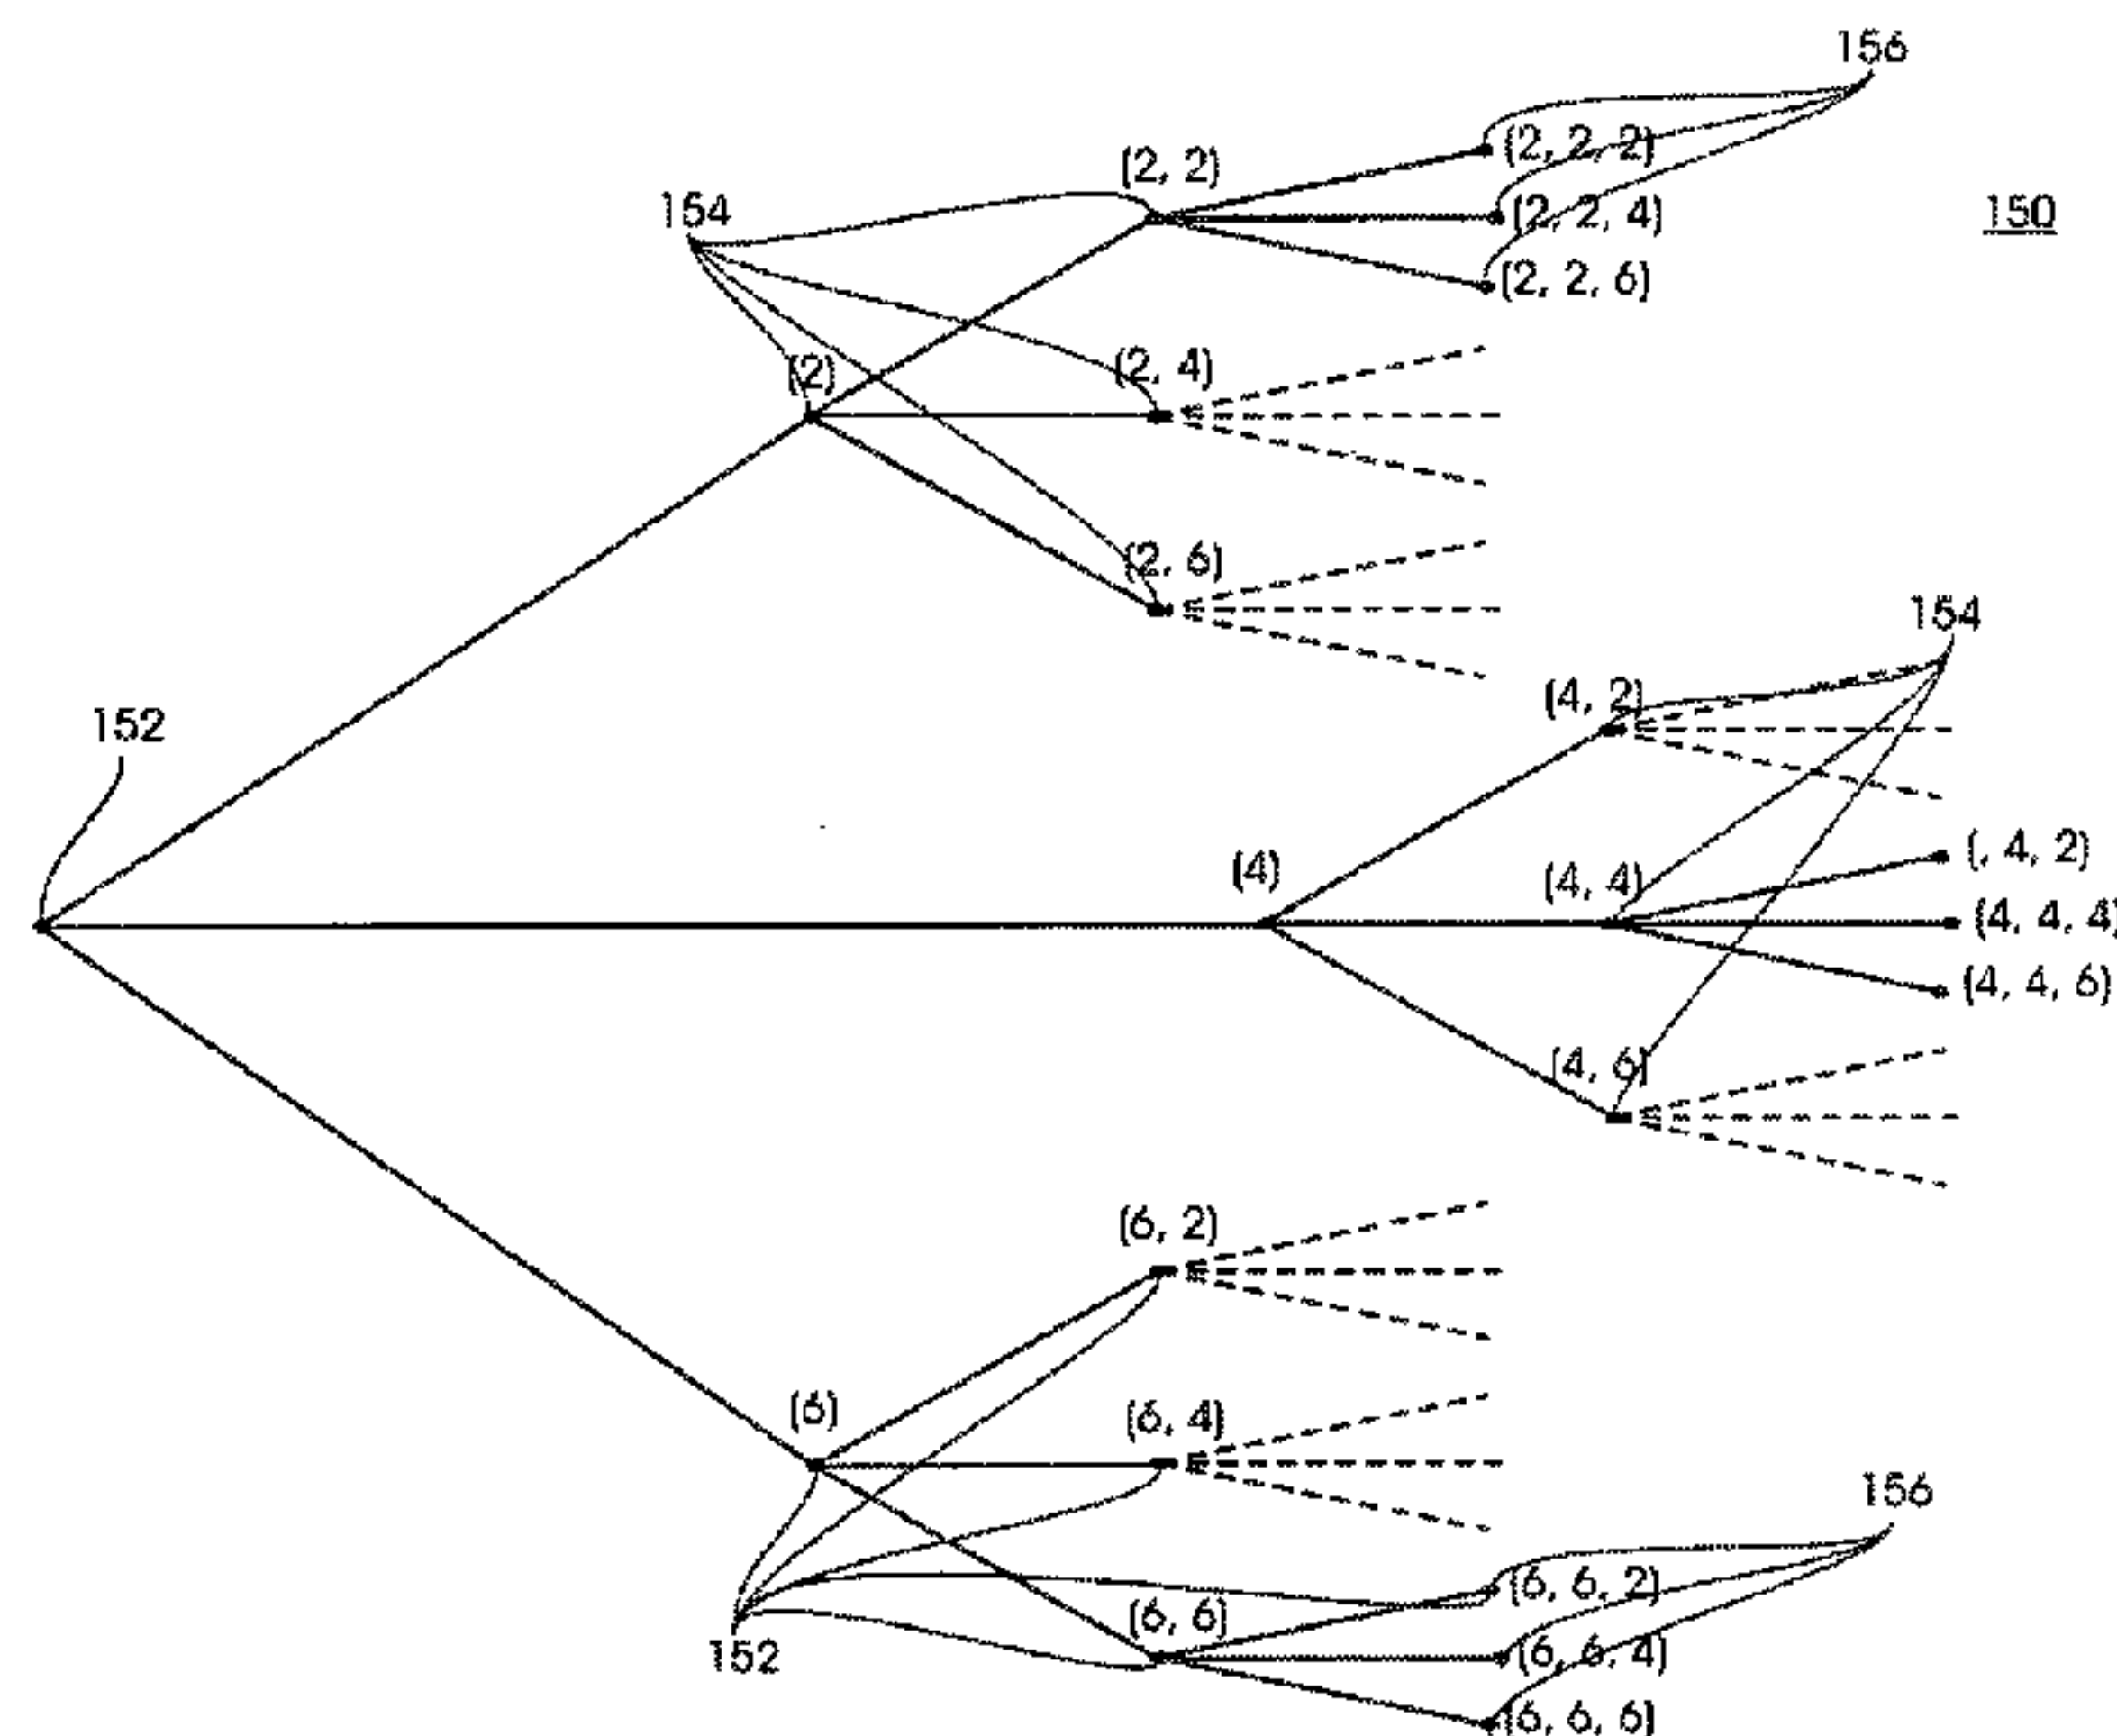 156
(2, 2, 2)
(2, 2)
154
(2, 2, 4)
150
(2, 2, 6)
(2)
(2, 4)
(2, 6)
154
(4, 2)
152
(, 4, 2)
(4)
(4, 4)
(4, 4, 4)
(4, 4, 6)
(4, 6)
(6, 2)
(6)
(6, 4)
156
(6, 6, 2)
(6, 6)
152
(6, 6, 4)
(6, 6, 6)